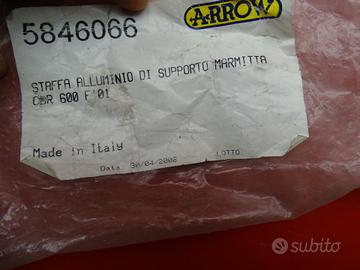 ARROW
5846066
STAFFA ALLUMINIO DI SUPPORTO MARMITTA
CBR 600 F'01
Made in Italy
Data 30/04/2002
LOTTO
subito